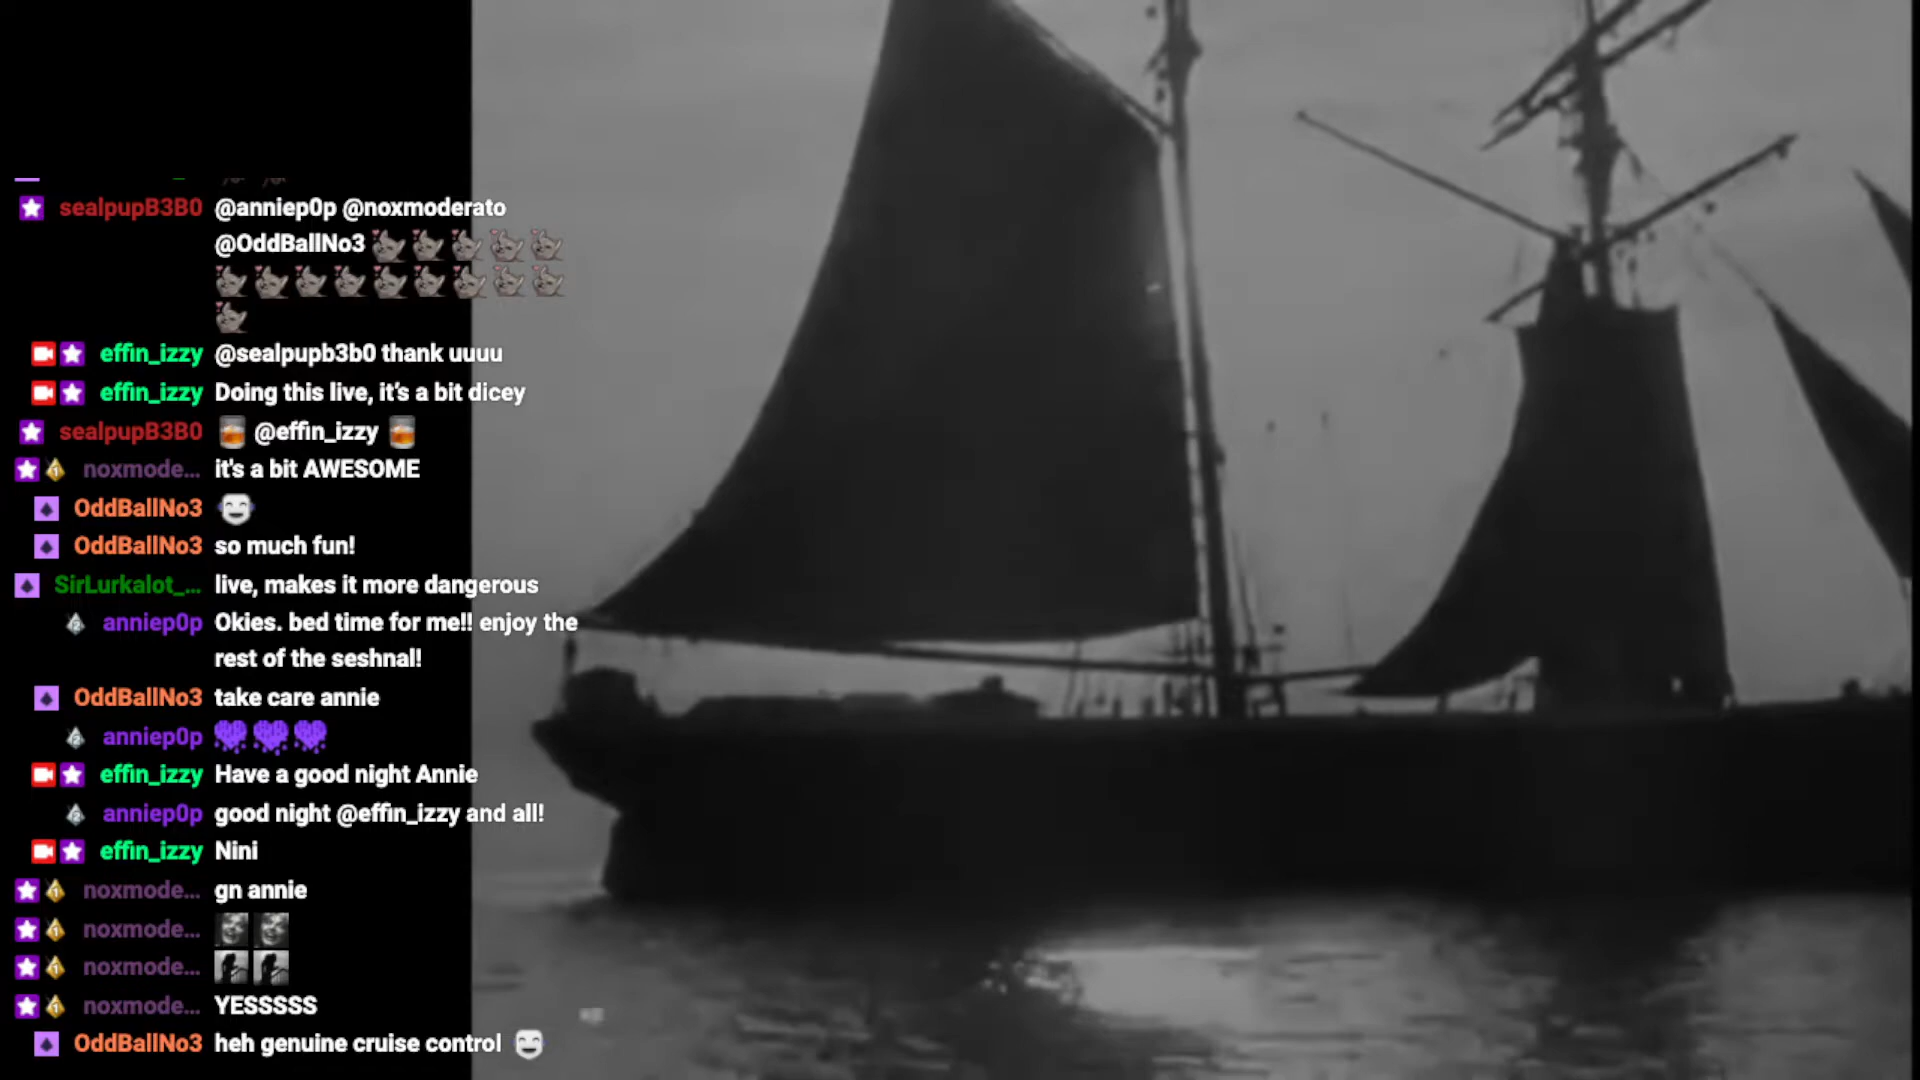 sealpupB3B0 @anniep0p @noxmoderato
@OddBallNo3
effin_izzy @sealpupb3b0 thank uuuu
effin_izzy Doing this live, it's a bit dicey
sealpupB3B0 @effin_izzy
noxmode... it's a bit AWESOME
OddBallNo3
OddBallNo3 so much fun!
SirLurkalot_... live, makes it more dangerous
anniep0p Okies. bed time for me!! enjoy the
rest of the seshnal!
OddBallNo3 take care annie
anniep0p
effin_izzy Have a good night Annie
anniep0p good night @effin_izzy and all!
effin_izzy Nini
noxmode... gn annie
noxmode...
noxmode...
noxmode... YESSSSS
OddBallNo3 heh genuine cruise control